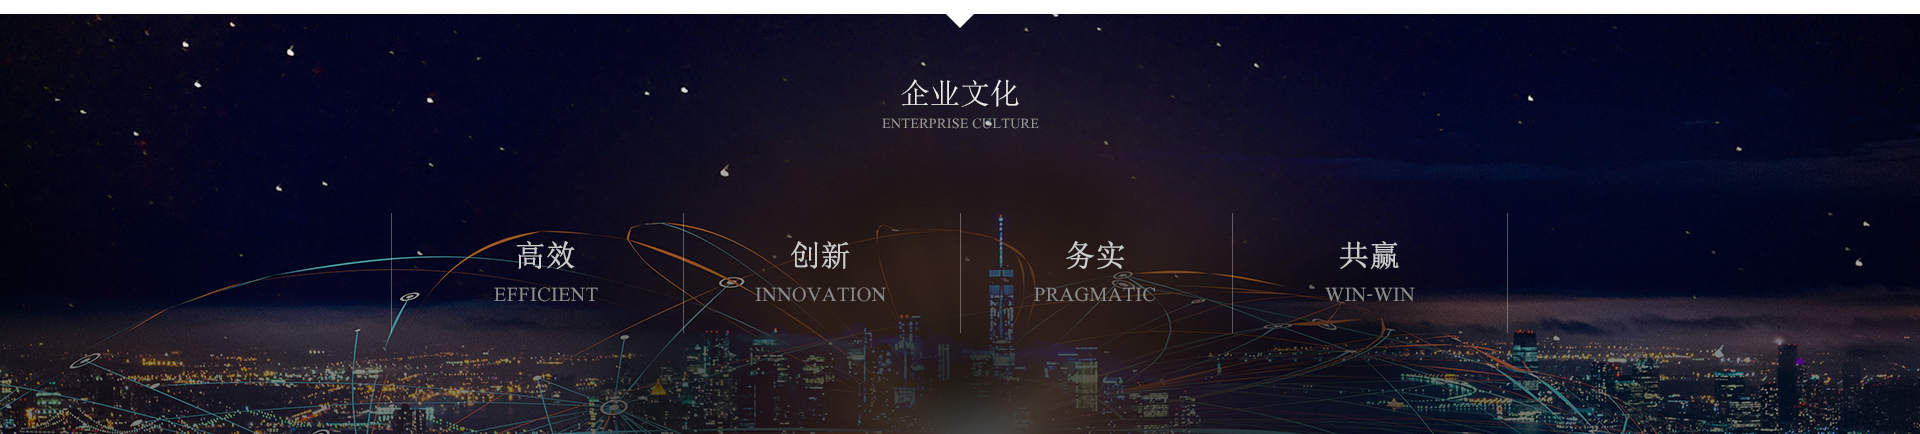 企业文化
ENTERPRISE CULTURE
高效
EFFICIENT
创新
INNOVATION
务实
PRAGMATIC
共赢
WIN-WIN